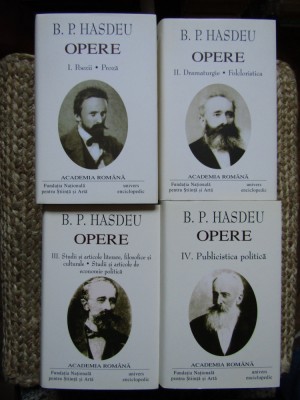 B. P. HASDEU
OPERE
I. Poezii • Proză
ACADEMIA ROMÂNĂ
Fundația Națională
pentru Știință și Artă
univers
enciclopedic
B. P. HASDEU
OPERE
II. Dramaturgie • Folcloristica
ACADEMIA ROMÂNĂ
Fundația Națională
pentru Știință și Artă
univers
enciclopedic
B. P. HASDEU
OPERE
III. Studii și articole literare, filosofice și
culturale • Studii și articole de
economie politică
ACADEMIA ROMÂNĂ
Fundația Națională
pentru Știință și Artă
univers
enciclopedic
B. P. HASDEU
OPERE
IV. Publicistica politică
ACADEMIA ROMÂNĂ
Fundația Națională
pentru Știință și Artă
univers
enciclopedic